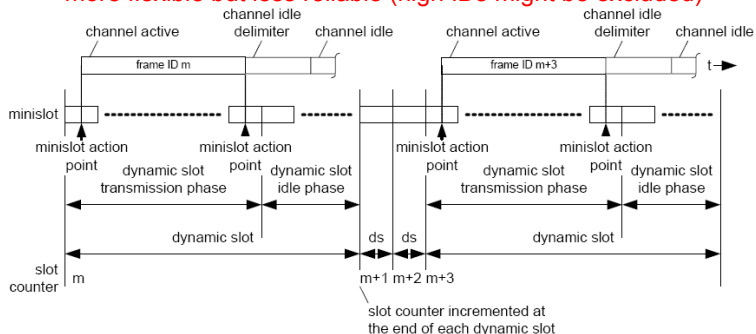 more flexible but less reliable (high IDs might be excluded)
channel active
channel idle
delimiter
channel idle
channel active
channel idle
delimiter
channel idle
frame ID m
frame ID m+3
t
minislot
minislot action
point
minislot action
point
minislot action
point
minislot action
point
dynamic slot
transmission phase
dynamic slot
idle phase
dynamic slot
transmission phase
dynamic slot
idle phase
dynamic slot
ds
ds
dynamic slot
slot
counter
m
m+1
m+2
m+3
slot counter incremented at
the end of each dynamic slot